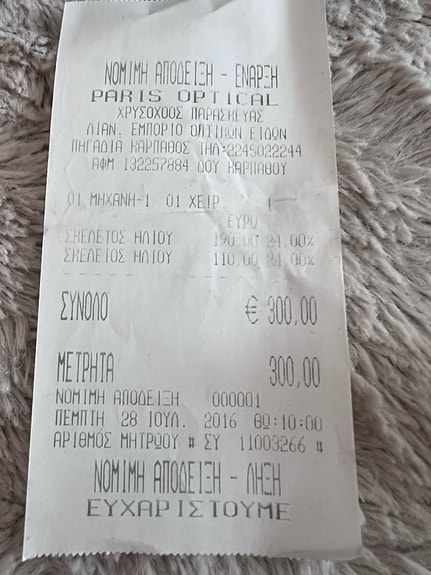 ΝΟΜΙΜΗ ΑΠΟΔΕΙΞΗ - ΕΝΑΡΞΗ
PARIS OPTICAL
ΧΡΥΣΟΧΟΟΣ ΠΑΡΑΣΚΕΥΑΣ
ΛΙΑΝ. ΕΜΠΟΡΙΟ ΟΠΤΙΚΩΝ ΕΙΔΩΝ
ΠΗΓΑΔΙΑ ΚΑΡΠΑΘΟΣ ΤΗΛ:2245022244
ΑΦΜ 132257884 ΔΟΥ ΚΑΡΠΑΘΟΥ
01 ΜΗΧΑΝΗ-1 01 ΧΕΙΡ.
ΕΥΡΩ
ΣΚΕΛΕΤΟΣ ΗΛΙΟΥ 190,00 24,00%
ΣΚΕΛΕΤΟΣ ΗΛΙΟΥ 110,00 24,00%
ΣΥΝΟΛΟ € 300,00
ΜΕΤΡΗΤΑ 300,00
ΝΟΜΙΜΗ ΑΠΟΔΕΙΞΗ 000001
ΠΕΜΠΤΗ 28 ΙΟΥΛ. 2016 ΘΩ:10:00
ΑΡΙΘΜΟΣ ΜΗΤΡΩΟΥ # ΣΥ 11003266 #
ΝΟΜΙΜΗ ΑΠΟΔΕΙΞΗ - ΛΗΞΗ
ΕΥΧΑΡΙΣΤΟΥΜΕ